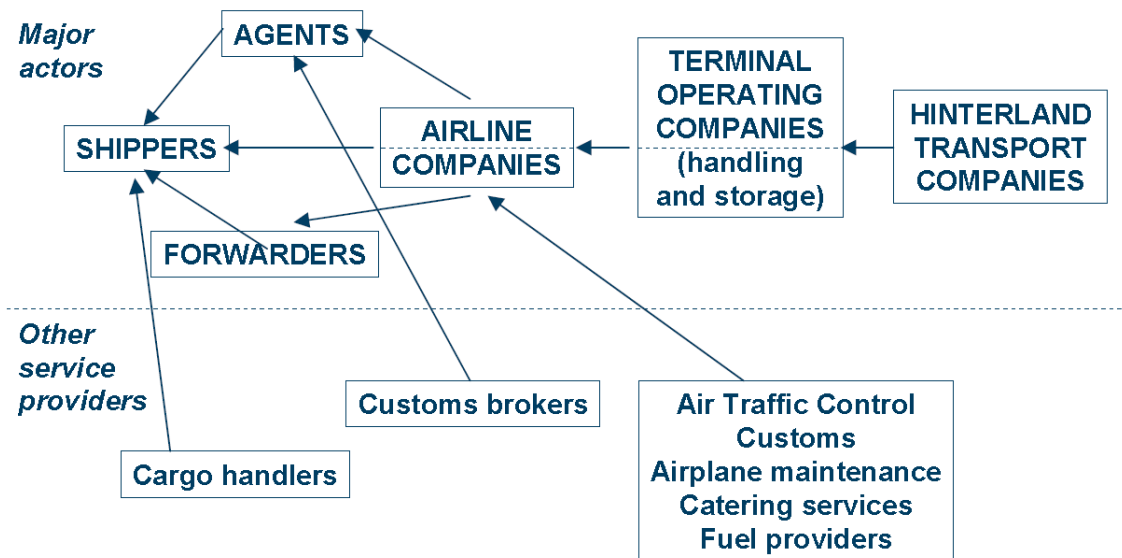 Major
actors
AGENTS
SHIPPERS
AIRLINE
COMPANIES
TERMINAL
OPERATING
COMPANIES
(handling
and storage)
HINTERLAND
TRANSPORT
COMPANIES
FORWARDERS
Other
service
providers
Customs brokers
Cargo handlers
Air Traffic Control
Customs
Airplane maintenance
Catering services
Fuel providers